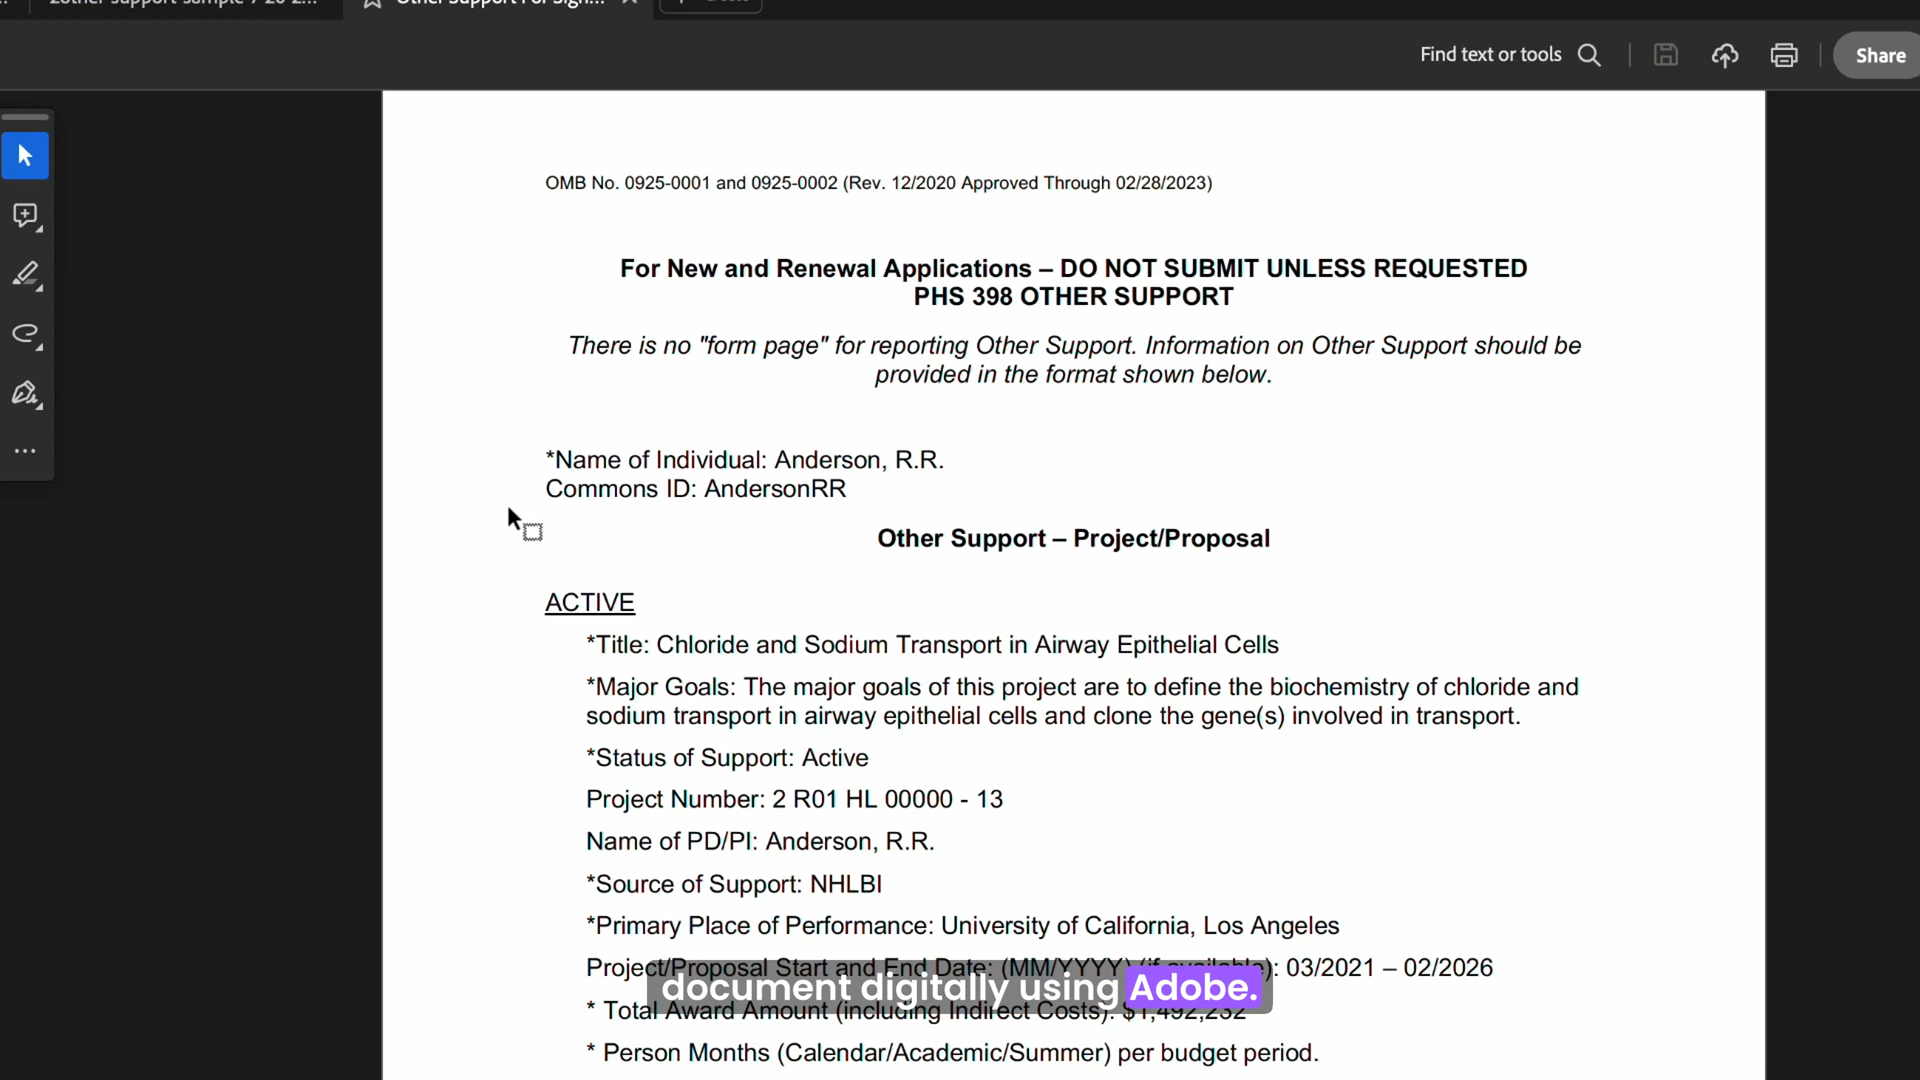 Find text or tools
Share
OMB No. 0925-0001 and 0925-0002 (Rev. 12/2020 Approved Through 02/28/2023)
For New and Renewal Applications – DO NOT SUBMIT UNLESS REQUESTED
PHS 398 OTHER SUPPORT
There is no "form page" for reporting Other Support. Information on Other Support should be
provided in the format shown below.
*Name of Individual: Anderson, R.R.
Commons ID: AndersonRR
Other Support – Project/Proposal
ACTIVE
*Title: Chloride and Sodium Transport in Airway Epithelial Cells
*Major Goals: The major goals of this project are to define the biochemistry of chloride and
sodium transport in airway epithelial cells and clone the gene(s) involved in transport.
*Status of Support: Active
Project Number: 2 R01 HL 00000 - 13
Name of PD/PI: Anderson, R.R.
*Source of Support: NHLBI
*Primary Place of Performance: University of California, Los Angeles
Project/Proposal Start and End Date: (MM/YYYY) (if available): 03/2021 – 02/2026
document digitally using Adobe.
* Total Award Amount (including Indirect Costs): $1,492,232
* Person Months (Calendar/Academic/Summer) per budget period.